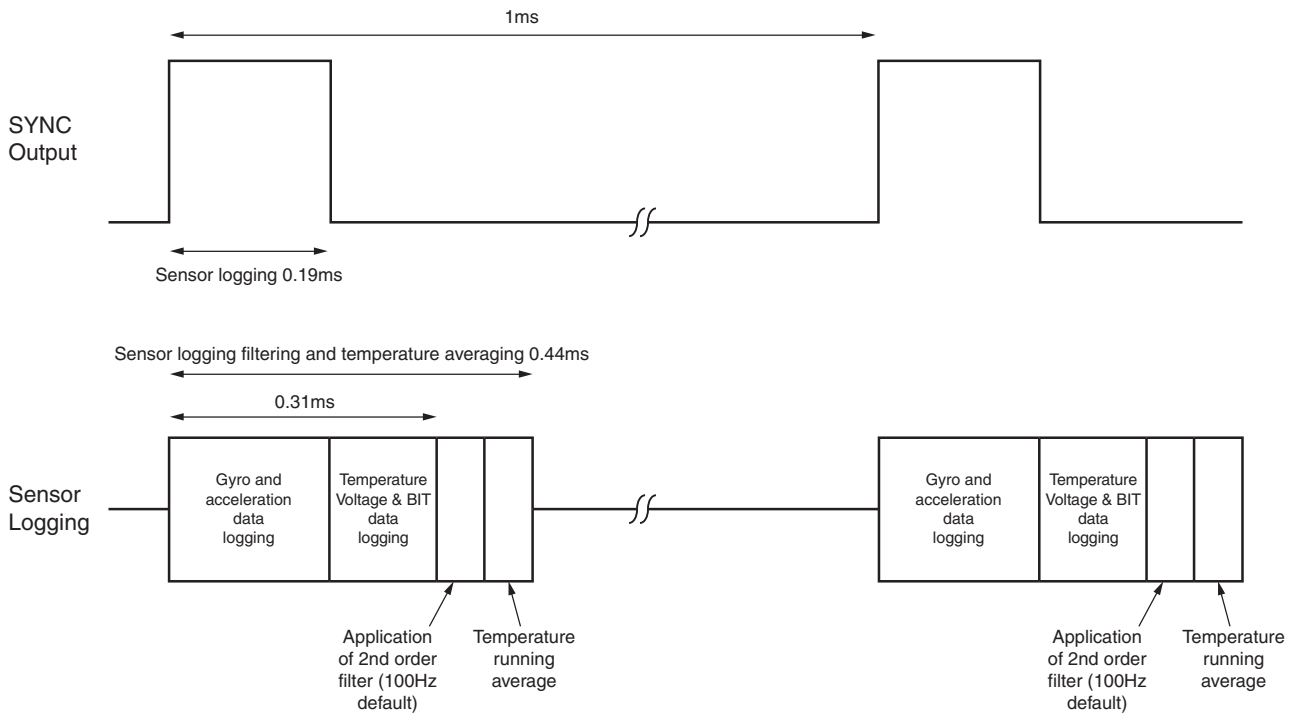 1ms
SYNC
Output
Sensor logging 0.19ms
Sensor logging filtering and temperature averaging 0.44ms
0.31ms
Sensor
Logging
Gyro and
acceleration
data
logging
Temperature
Voltage & BIT
data
logging
Gyro and
acceleration
data
logging
Temperature
Voltage & BIT
data
logging
Application
of 2nd order
filter (100Hz
default)
Temperature
running
average
Application
of 2nd order
filter (100Hz
default)
Temperature
running
average